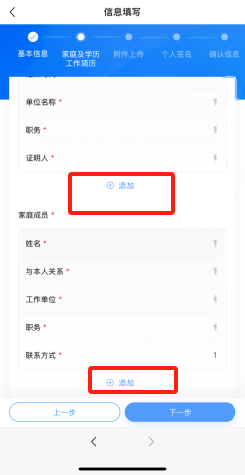 信息填写
基本信息
家庭及学历
工作简历
附件上传
个人签名
确认信息
单位名称 *
职务 *
证明人 *
添加
家庭成员 *
姓名 *
与本人关系 *
工作单位 *
职务 *
联系方式 *
1
添加
上一步
下一步